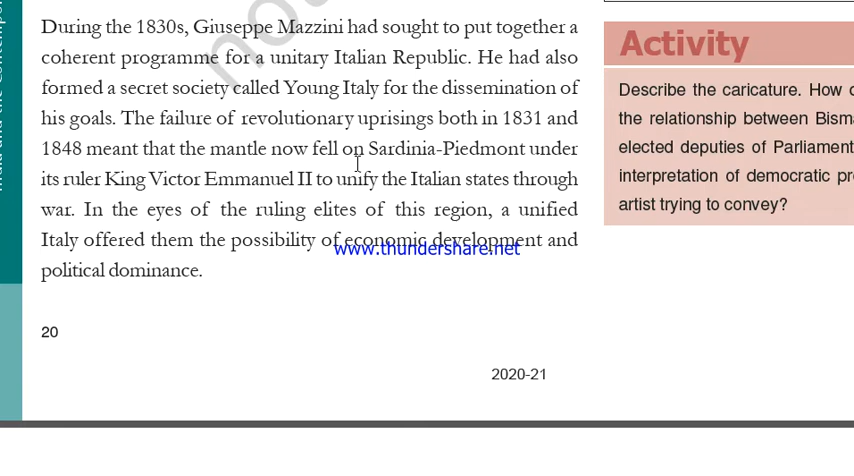 During the 1830s, Giuseppe Mazzini had sought to put together a
coherent programme for a unitary Italian Republic. He had also
formed a secret society called Young Italy for the dissemination of
his goals. The failure of revolutionary uprisings both in 1831 and
1848 meant that the mantle now fell on Sardinia-Piedmont under
its ruler King Victor Emmanuel II to unify the Italian states through
war. In the eyes of the ruling elites of this region, a unified
Italy offered them the possibility of economic development and
political dominance.
www.thundershare.net
20
2020-21
Activity
Describe the caricature. How
the relationship between
elected deputies of Parliament
interpretation of democratic
artist trying to convey?